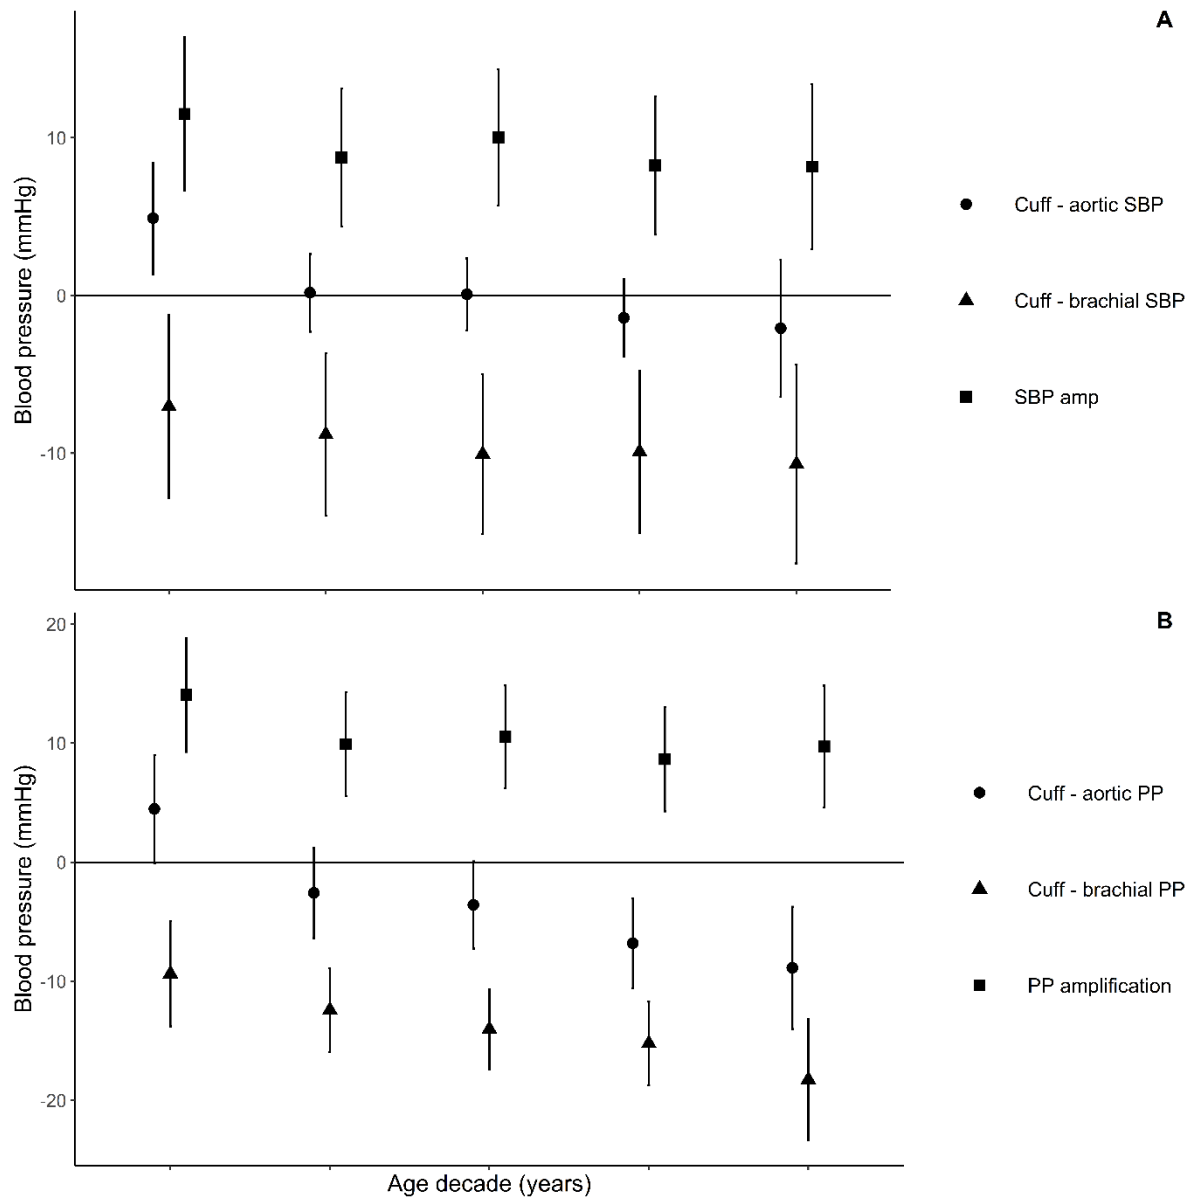 A
Blood pressure (mmHg)
10
0
-10
Cuff - aortic SBP
Cuff - brachial SBP
SBP amp
B
Blood pressure (mmHg)
20
10
0
-10
-20
Cuff - aortic PP
Cuff - brachial PP
PP amplification
Age decade (years)